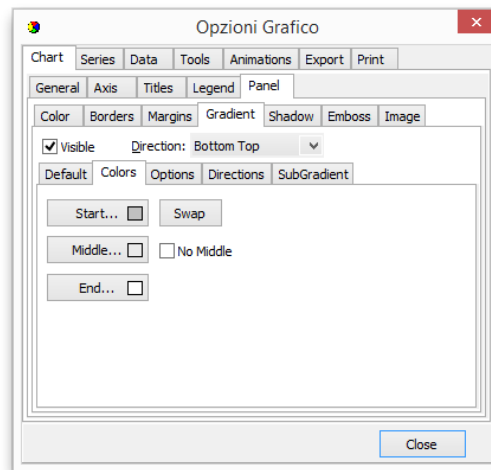 Opzioni Grafico
Chart Series Data Tools Animations Export Print
General Axis Titles Legend Panel
Color Borders Margins Gradient Shadow Emboss Image
Visible Direction: Bottom Top
Default Colors Options Directions SubGradient
Start... Swap
Middle... No Middle
End...
Close